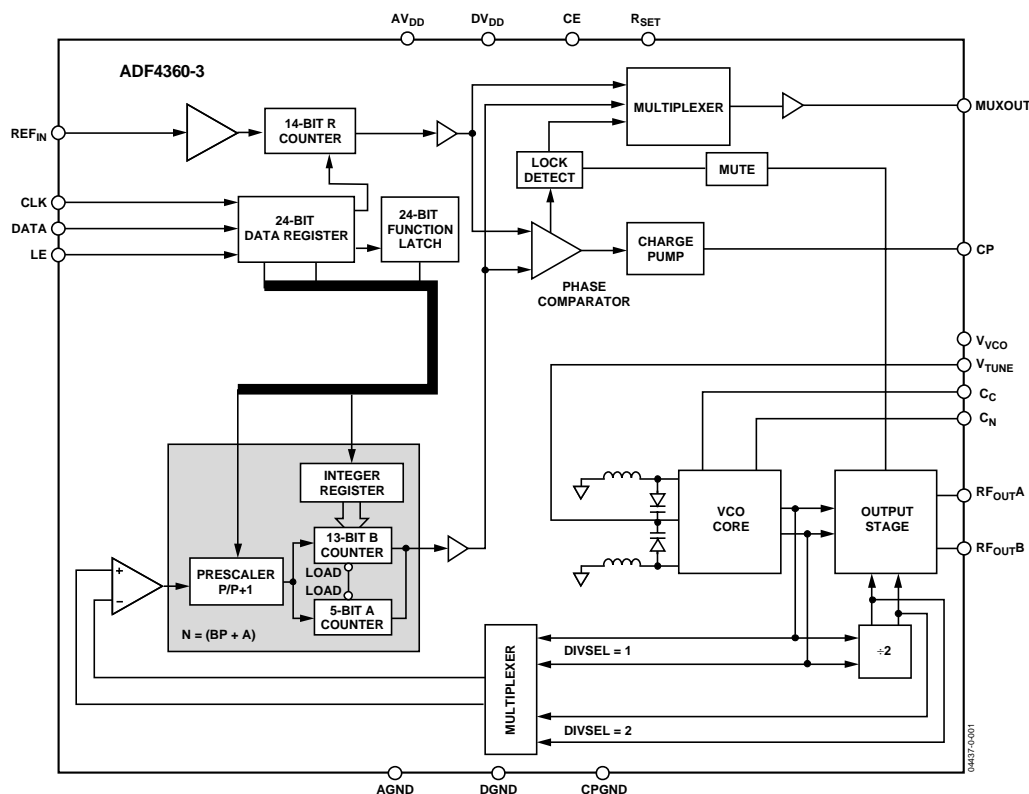 AVDD DVDD CE RSET
ADF4360-3
MULTIPLEXER
MUXOUT
REFIN
14-BIT R
COUNTER
LOCK
DETECT
MUTE
CLK
DATA
LE
24-BIT
DATA REGISTER
24-BIT
FUNCTION
LATCH
CHARGE
PUMP
CP
PHASE
COMPARATOR
VVCO
VTUNE
CC
CN
INTEGER
REGISTER
VCO
CORE
OUTPUT
STAGE
RFOUTA
RFOUTB
13-BIT B
COUNTER
LOAD
LOAD
PRESCALER
P/P+1
+
−
5-BIT A
COUNTER
N = (BP + A)
MULTIPLEXER
DIVSEL = 1
÷2
DIVSEL = 2
04437-0-001
AGND DGND CPGND